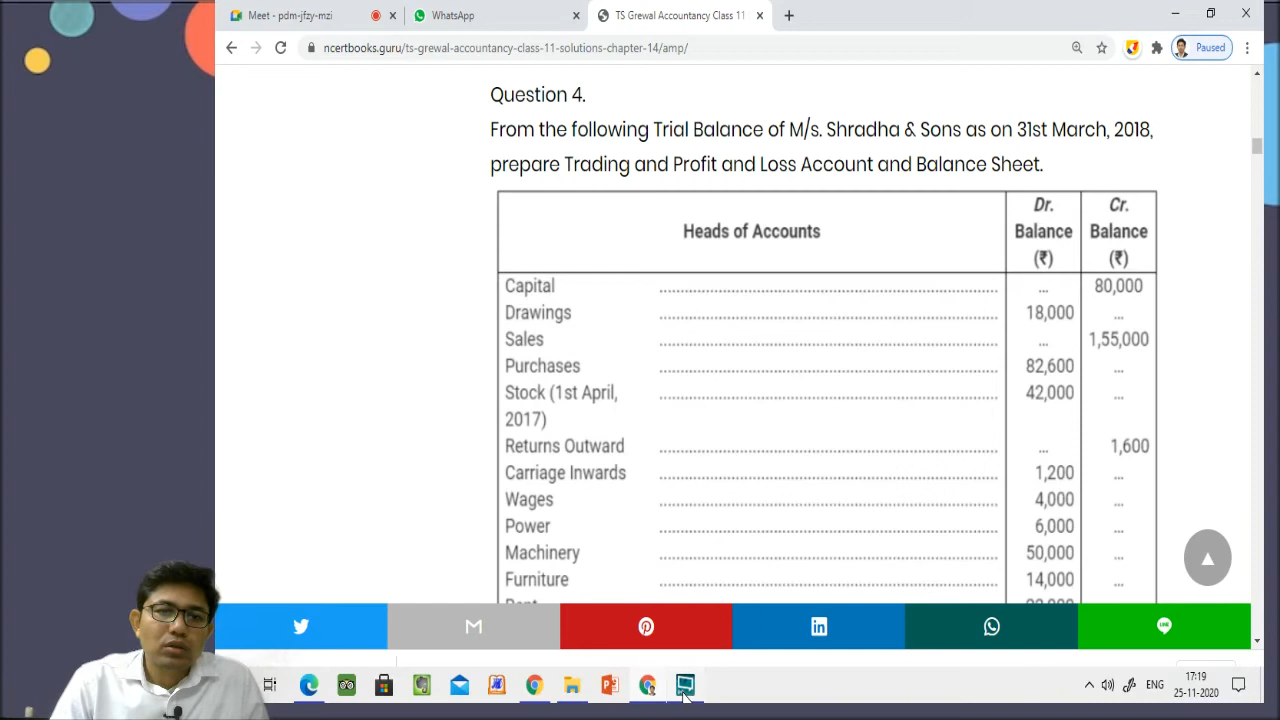 Meet - pdm-jfzy-mzi
WhatsApp
TS Grewal Accountancy Class 11
ncertbooks.guru/ts-grewal-accountancy-class-11-solutions-chapter-14/amp/
Paused
Question 4.
From the following Trial Balance of M/s. Shradha & Sons as on 31st March, 2018,
prepare Trading and Profit and Loss Account and Balance Sheet.
Heads of Accounts Dr. Balance (₹) Cr. Balance (₹)
Capital ... 80,000
Drawings 18,000 ...
Sales ... 1,55,000
Purchases 82,600 ...
Stock (1st April, 42,000 ...
2017)
Returns Outward ... 1,600
Carriage Inwards 1,200 ...
Wages 4,000 ...
Power 6,000 ...
Machinery 50,000 ...
Furniture 14,000 ...
LINE
ENG
17:19
25-11-2020